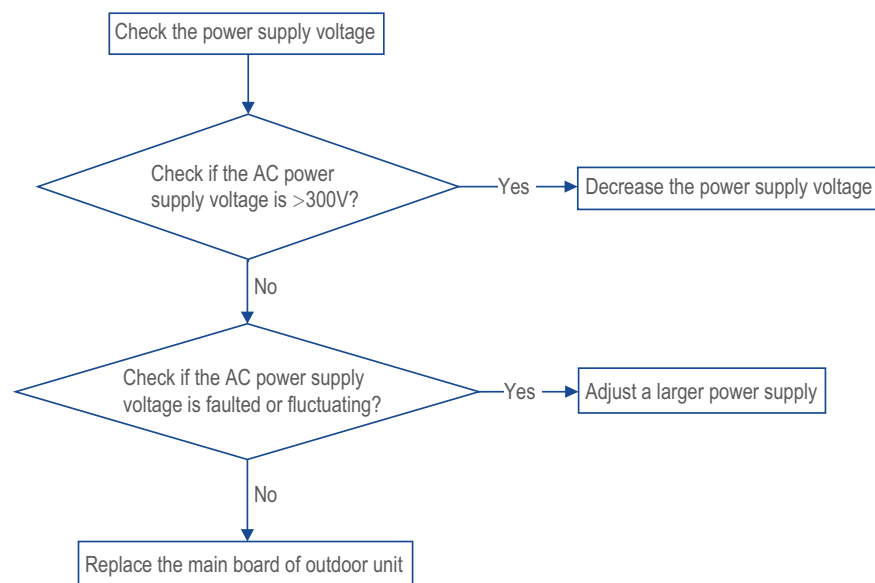 Check the power supply voltage
Check if the AC power
supply voltage is >300V?
Yes
Decrease the power supply voltage
No
Check if the AC power supply
voltage is faulted or fluctuating?
Yes
Adjust a larger power supply
No
Replace the main board of outdoor unit